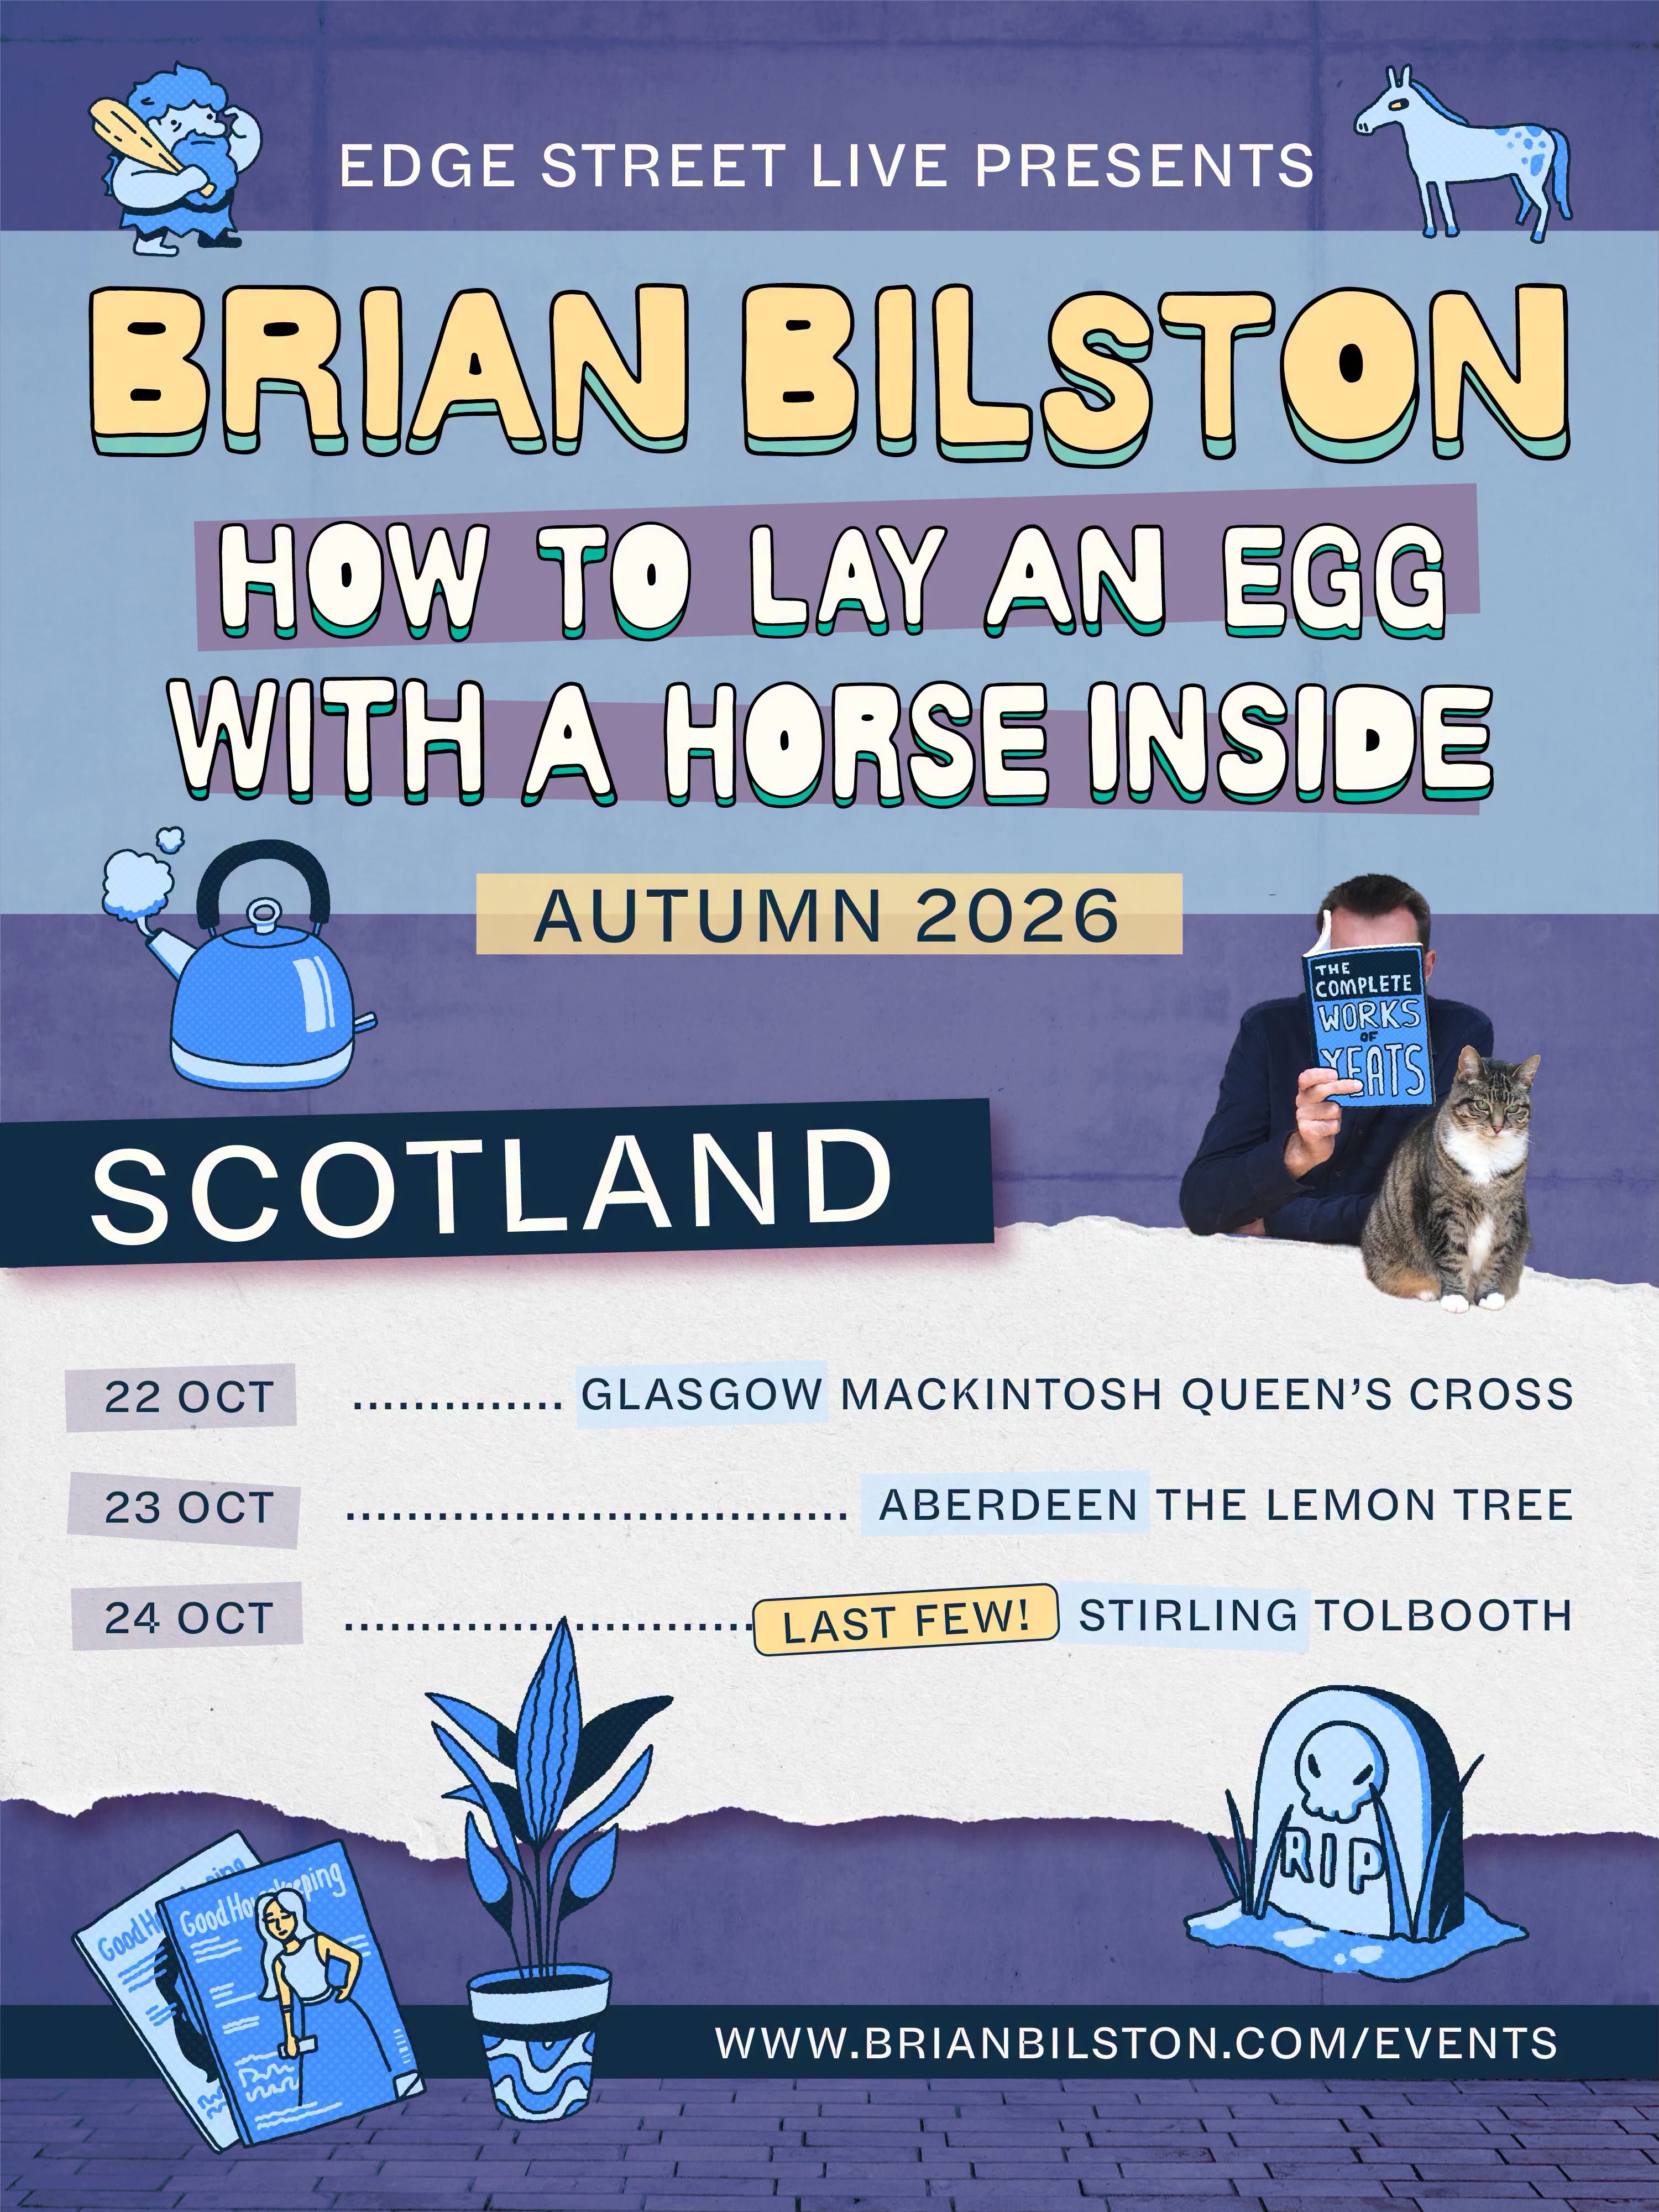 EDGE STREET LIVE PRESENTS
BRIAN BILSTON
HOW TO LAY AN EGG
WITH A HORSE INSIDE
AUTUMN 2026
THE
COMPLETE
WORKS
OF
YEATS
SCOTLAND
22 OCT .............. GLASGOW MACKINTOSH QUEEN’S CROSS
23 OCT ................................. ABERDEEN THE LEMON TREE
24 OCT ........................... LAST FEW! STIRLING TOLBOOTH
RIP
Good Housekeeping
WWW.BRIANBILSTON.COM/EVENTS